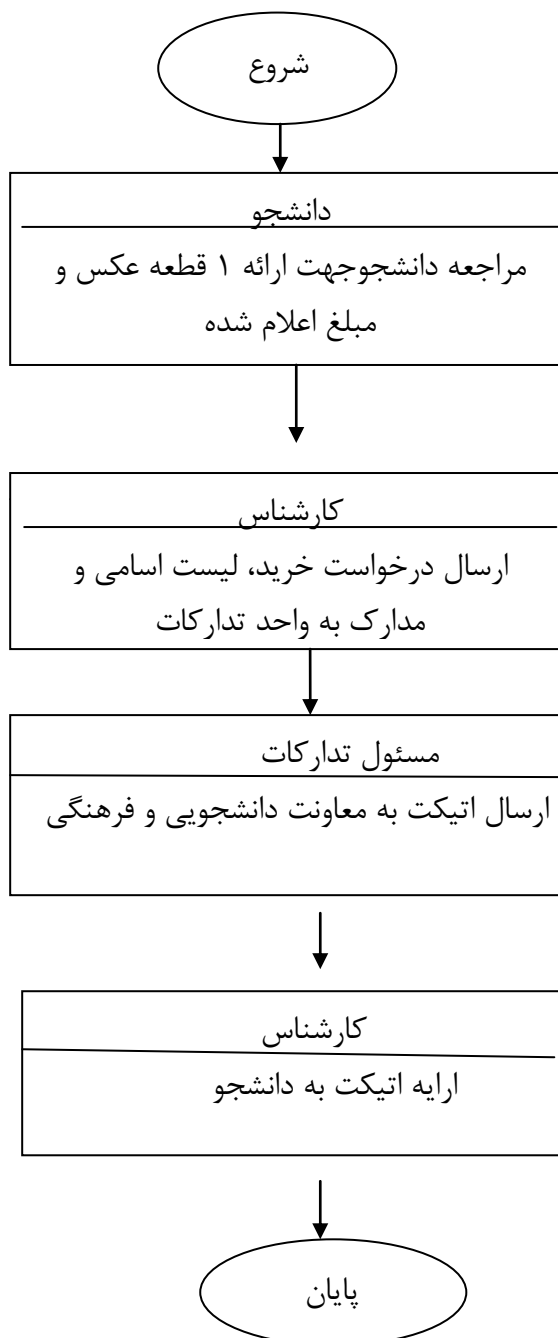 شروع
دانشجو
مراجعه دانشجوجهت ارائه ۱ قطعه عکس و
مبلغ اعلام شده
کارشناس
ارسال درخواست خرید، لیست اسامی و
مدارک به واحد تدارکات
مسئول تدارکات
ارسال اتیکت به معاونت دانشجویی و فرهنگی
کارشناس
ارایه اتیکت به دانشجو
پایان